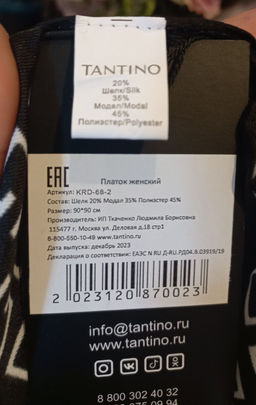 TANTINO
20%
Шелк/Silk
35%
Модал/Modal
45%
Полиэстер/Polyester
EAC
Платок женский
Артикул: KRD-68-2
Состав: Шелк 20% Модал 35% Полиэстер 45%
Размер: 90*90 см
Производитель: ИП Ткаченко Людмила Борисовна
115477 г. Москва ул. Деловая д.18 стр1
8-800-550-10-49 www.tantino.ru
Дата выпуска: декабрь 2023
Декларация о соответствии: ЕАЭС N RU Д-RU.РД04.В.03919/19
2 023120 870023
info@tantino.ru
www.tantino.ru
8 800 302 40 32